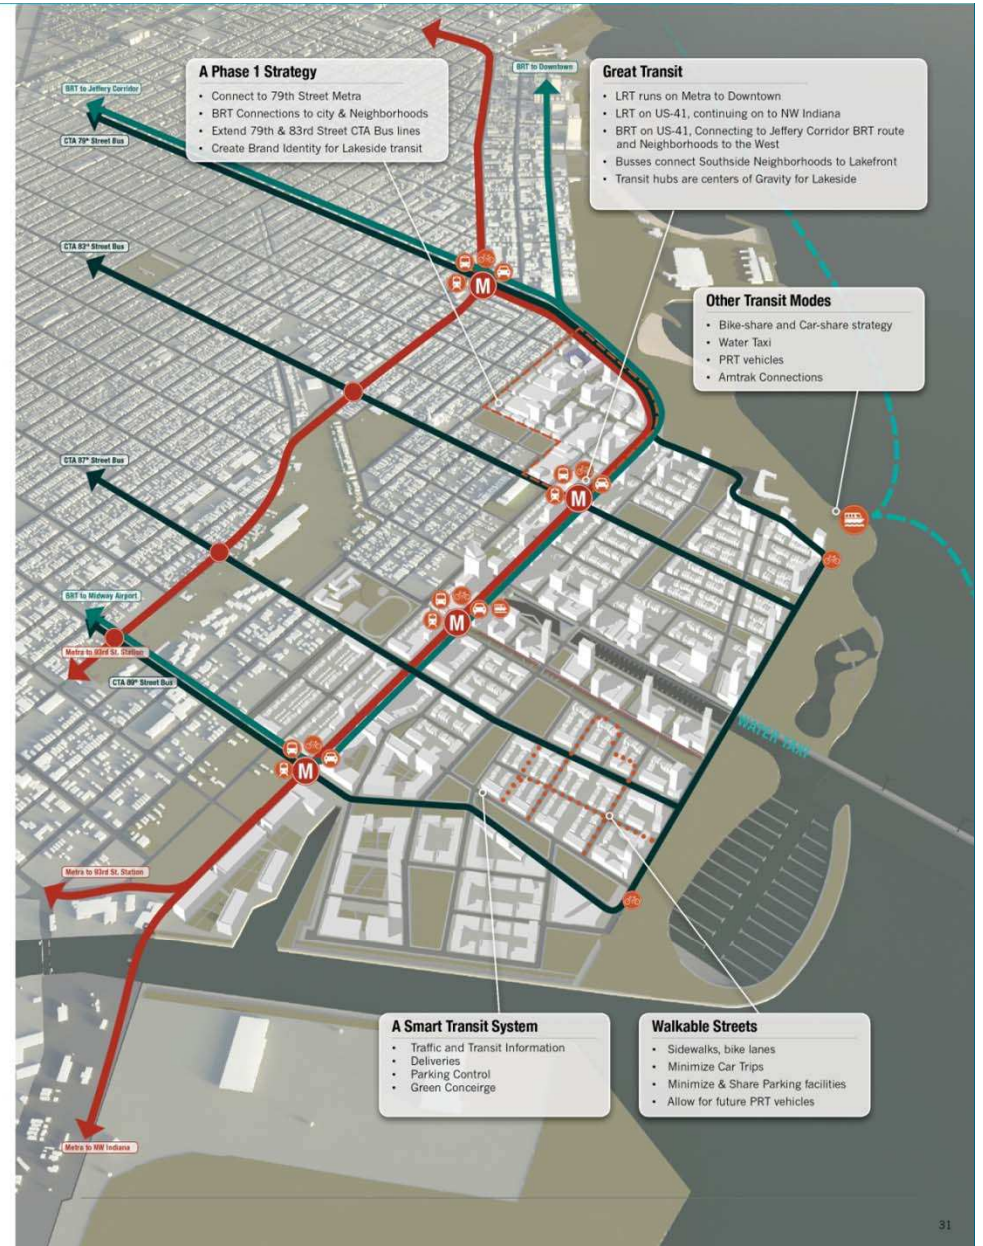 BRT to Downtown
A Phase 1 Strategy
• Connect to 79th Street Metra
• BRT Connections to city & Neighborhoods
• Extend 79th & 83rd Street CTA Bus lines
• Create Brand Identity for Lakeside transit
Great Transit
• LRT runs on Metra to Downtown
• LRT on US-41, continuing on to NW Indiana
• BRT on US-41, Connecting to Jeffery Corridor BRT route
and Neighborhoods to the West
• Busses connect Southside Neighborhoods to Lakefront
• Transit hubs are centers of Gravity for Lakeside
BRT to Jeffery Corridor
CTA 79th Street Bus
CTA 83rd Street Bus
M
Other Transit Modes
• Bike-share and Car-share strategy
• Water Taxi
• PRT vehicles
• Amtrak Connections
CTA 87th Street Bus
M
BRT to Midway Airport
M
Metra to 93rd St. Station
CTA 89th Street Bus
WATER TAXI
M
Metra to 93rd St. Station
A Smart Transit System
• Traffic and Transit Information
• Deliveries
• Parking Control
• Green Conceirge
Walkable Streets
• Sidewalks, bike lanes
• Minimize Car Trips
• Minimize & Share Parking facilities
• Allow for future PRT vehicles
Metra to NW Indiana
31